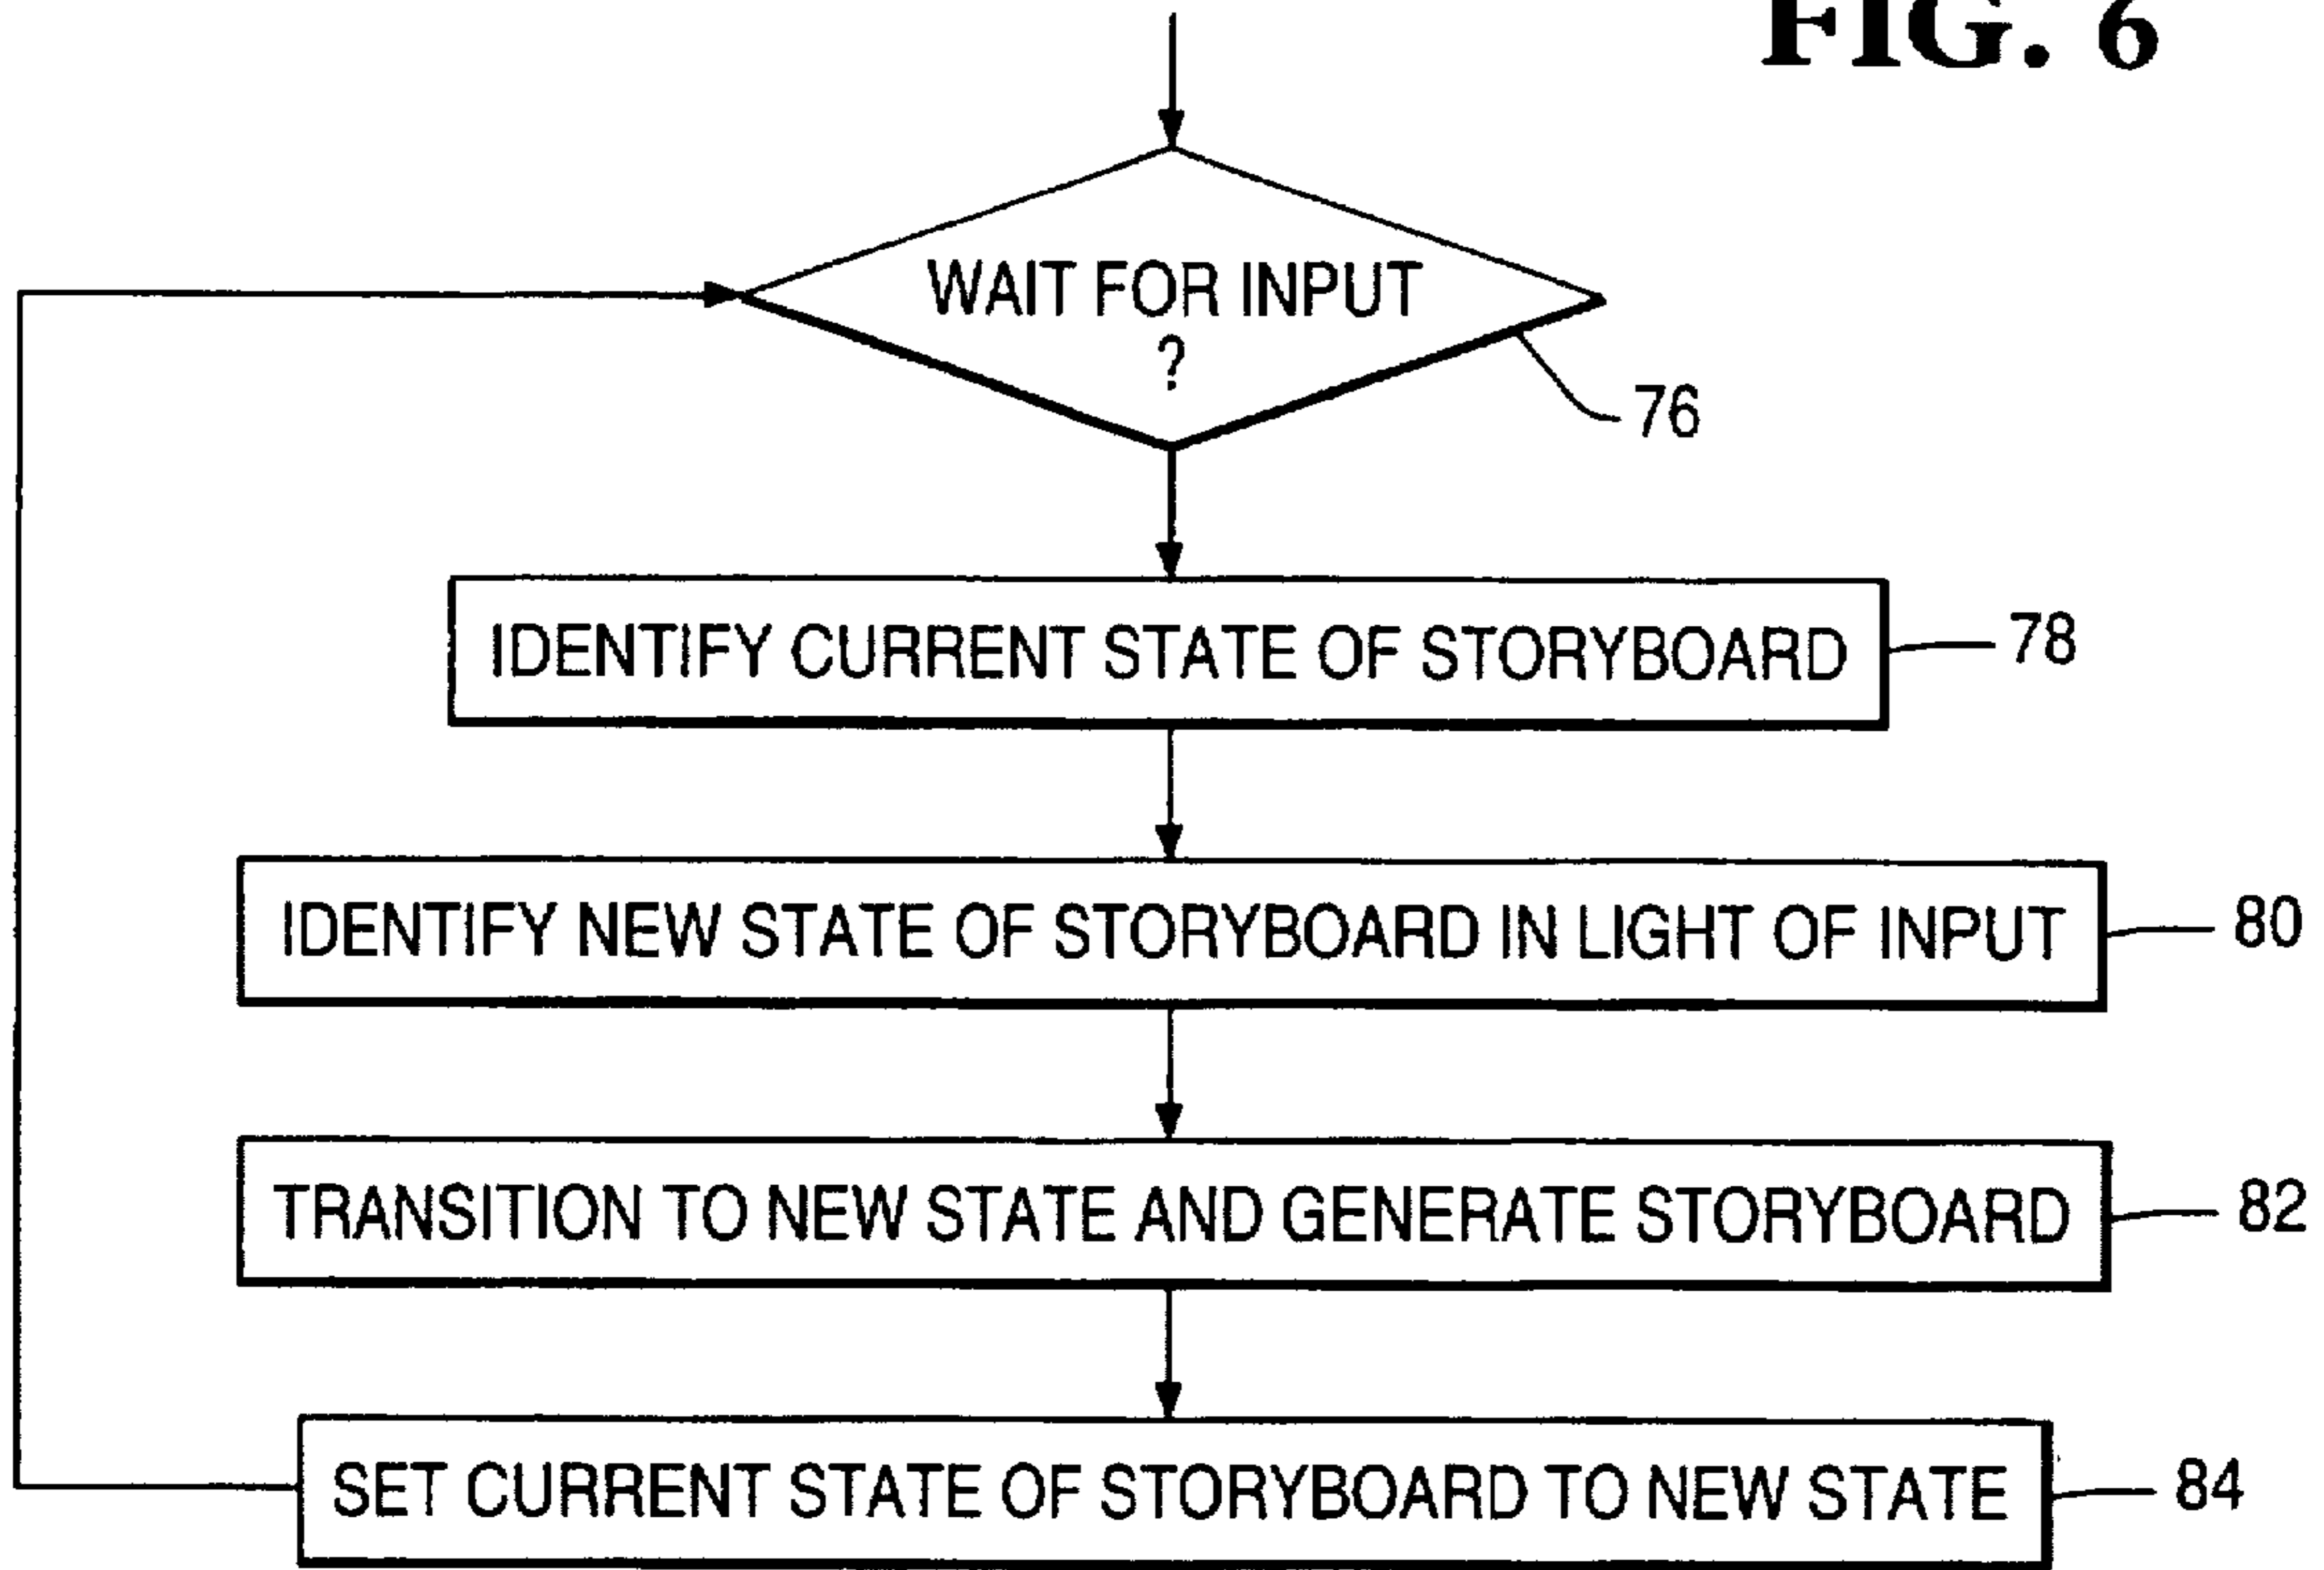 FIG. 6
WAIT FOR INPUT
?
76
IDENTIFY CURRENT STATE OF STORYBOARD
78
IDENTIFY NEW STATE OF STORYBOARD IN LIGHT OF INPUT
80
TRANSITION TO NEW STATE AND GENERATE STORYBOARD
82
SET CURRENT STATE OF STORYBOARD TO NEW STATE
84